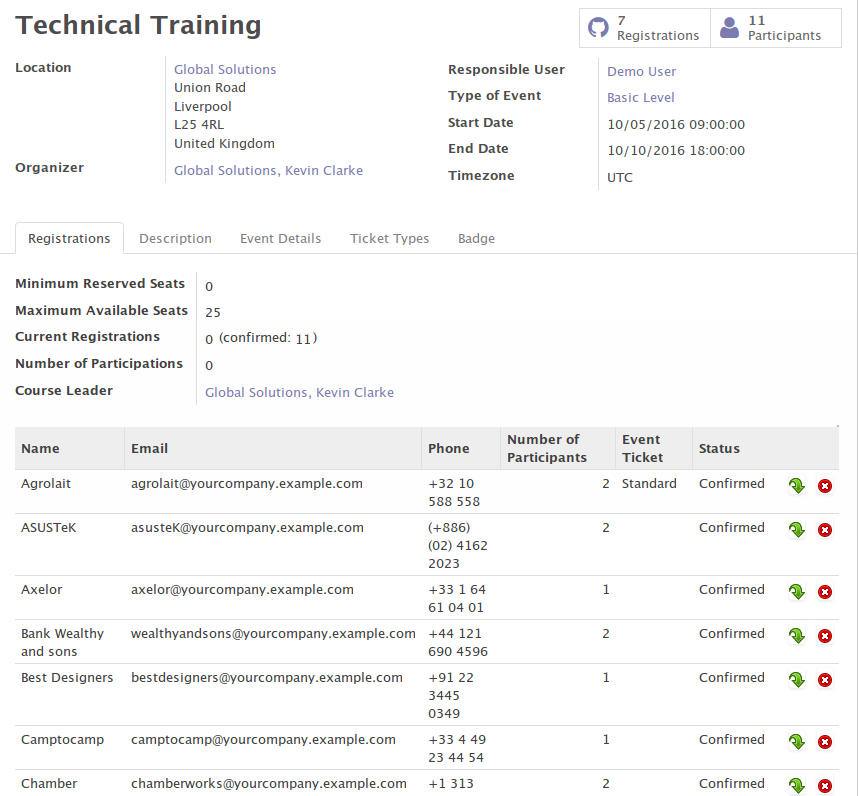 Technical Training
7
Registrations
11
Participants
Location
Global Solutions
Union Road
Liverpool
L25 4RL
United Kingdom
Organizer
Global Solutions, Kevin Clarke
Responsible User
Demo User
Type of Event
Basic Level
Start Date
10/05/2016 09:00:00
End Date
10/10/2016 18:00:00
Timezone
UTC
Registrations Description Event Details Ticket Types Badge
Minimum Reserved Seats 0
Maximum Available Seats 25
Current Registrations 0 (confirmed: 11)
Number of Participations 0
Course Leader Global Solutions, Kevin Clarke
Name Email Phone Number of Participants Event Ticket Status
Agrolait agrolait@yourcompany.example.com +32 10 588 558 2 Standard Confirmed
ASUSTeK asusteK@yourcompany.example.com (+886) (02) 4162 2023 2 Confirmed
Axelor axelor@yourcompany.example.com +33 1 64 61 04 01 1 Confirmed
Bank Wealthy and sons wealthyandsons@yourcompany.example.com +44 121 690 4596 2 Confirmed
Best Designers bestdesigners@yourcompany.example.com +91 22 3445 0349 1 Confirmed
Camptocamp camptocamp@yourcompany.example.com +33 4 49 23 44 54 1 Confirmed
Chamber chamberworks@yourcompany.example.com +1 313 2 Confirmed